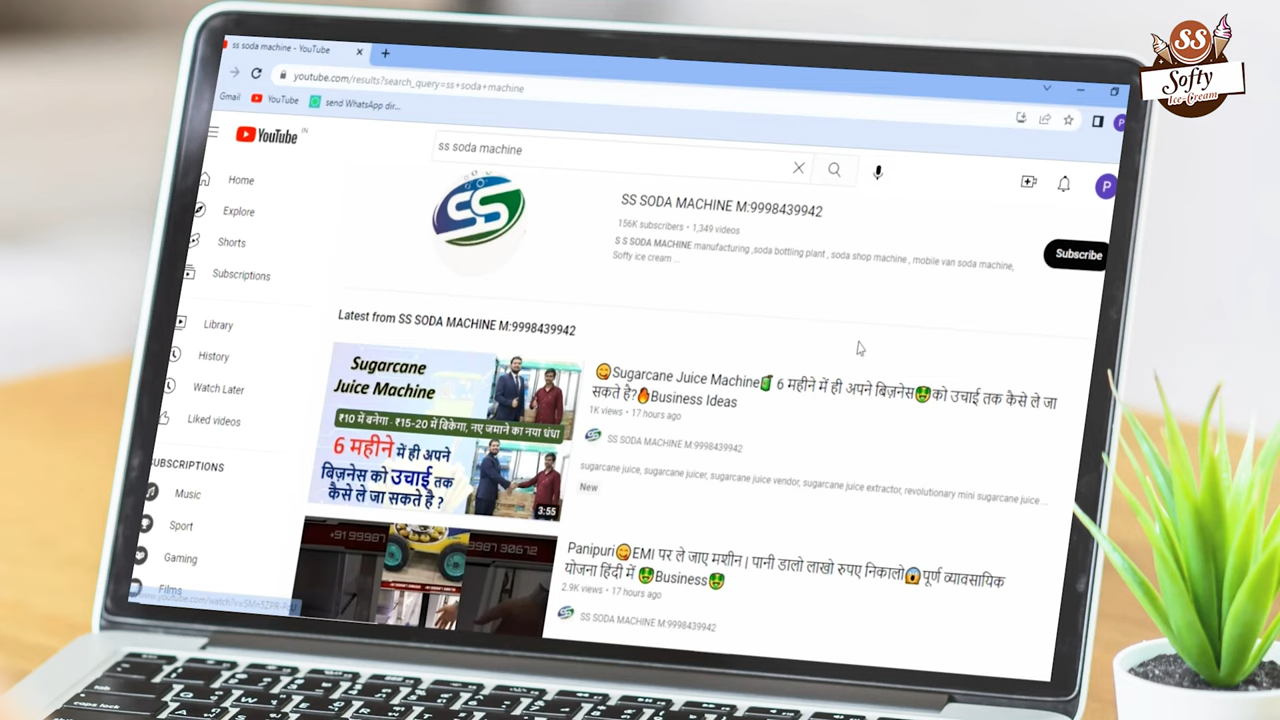 SS
Softy
Ice-Cream
ss soda machine - YouTube
youtube.com/results?search_query=ss+soda+machine
Gmail
YouTube
send WhatsApp dir...
YouTube
IN
ss soda machine
P
Home
Explore
Shorts
Subscriptions
Library
History
Watch Later
Liked videos
SUBSCRIPTIONS
Music
Sport
Gaming
Films
SS
SS SODA MACHINE M:9998439942
156K subscribers • 1,349 videos
S S SODA MACHINE manufacturing ,soda bottling plant , soda shop machine , mobile van soda machine,
Softy ice cream ...
Subscribe
Latest from SS SODA MACHINE M:9998439942
Sugarcane
Juice Machine
₹10 में बनेगा - ₹15-20 में बिकेगा, नए जमाने का नया धंधा
6 महीने में ही अपने
बिज़नेस को उचाई तक
कैसे ले जा सकते है ?
3:55
😋Sugarcane Juice Machine🧃 6 महीने में ही अपने बिज़नेस🤑को उचाई तक कैसे ले जा
सकते है?🔥Business Ideas
1K views • 17 hours ago
SS SODA MACHINE M:9998439942
sugarcane juice, sugarcane juicer, sugarcane juice vendor, sugarcane juice extractor, revolutionary mini sugarcane juice ...
New
Panipuri😋EMI पर ले जाए मशीन | पानी डालो लाखो रुपए निकालो😱पूर्ण व्यावसायिक
योजना हिंदी में 🤑Business🤑
2.9K views • 17 hours ago
SS SODA MACHINE M:9998439942
tab
caps lock